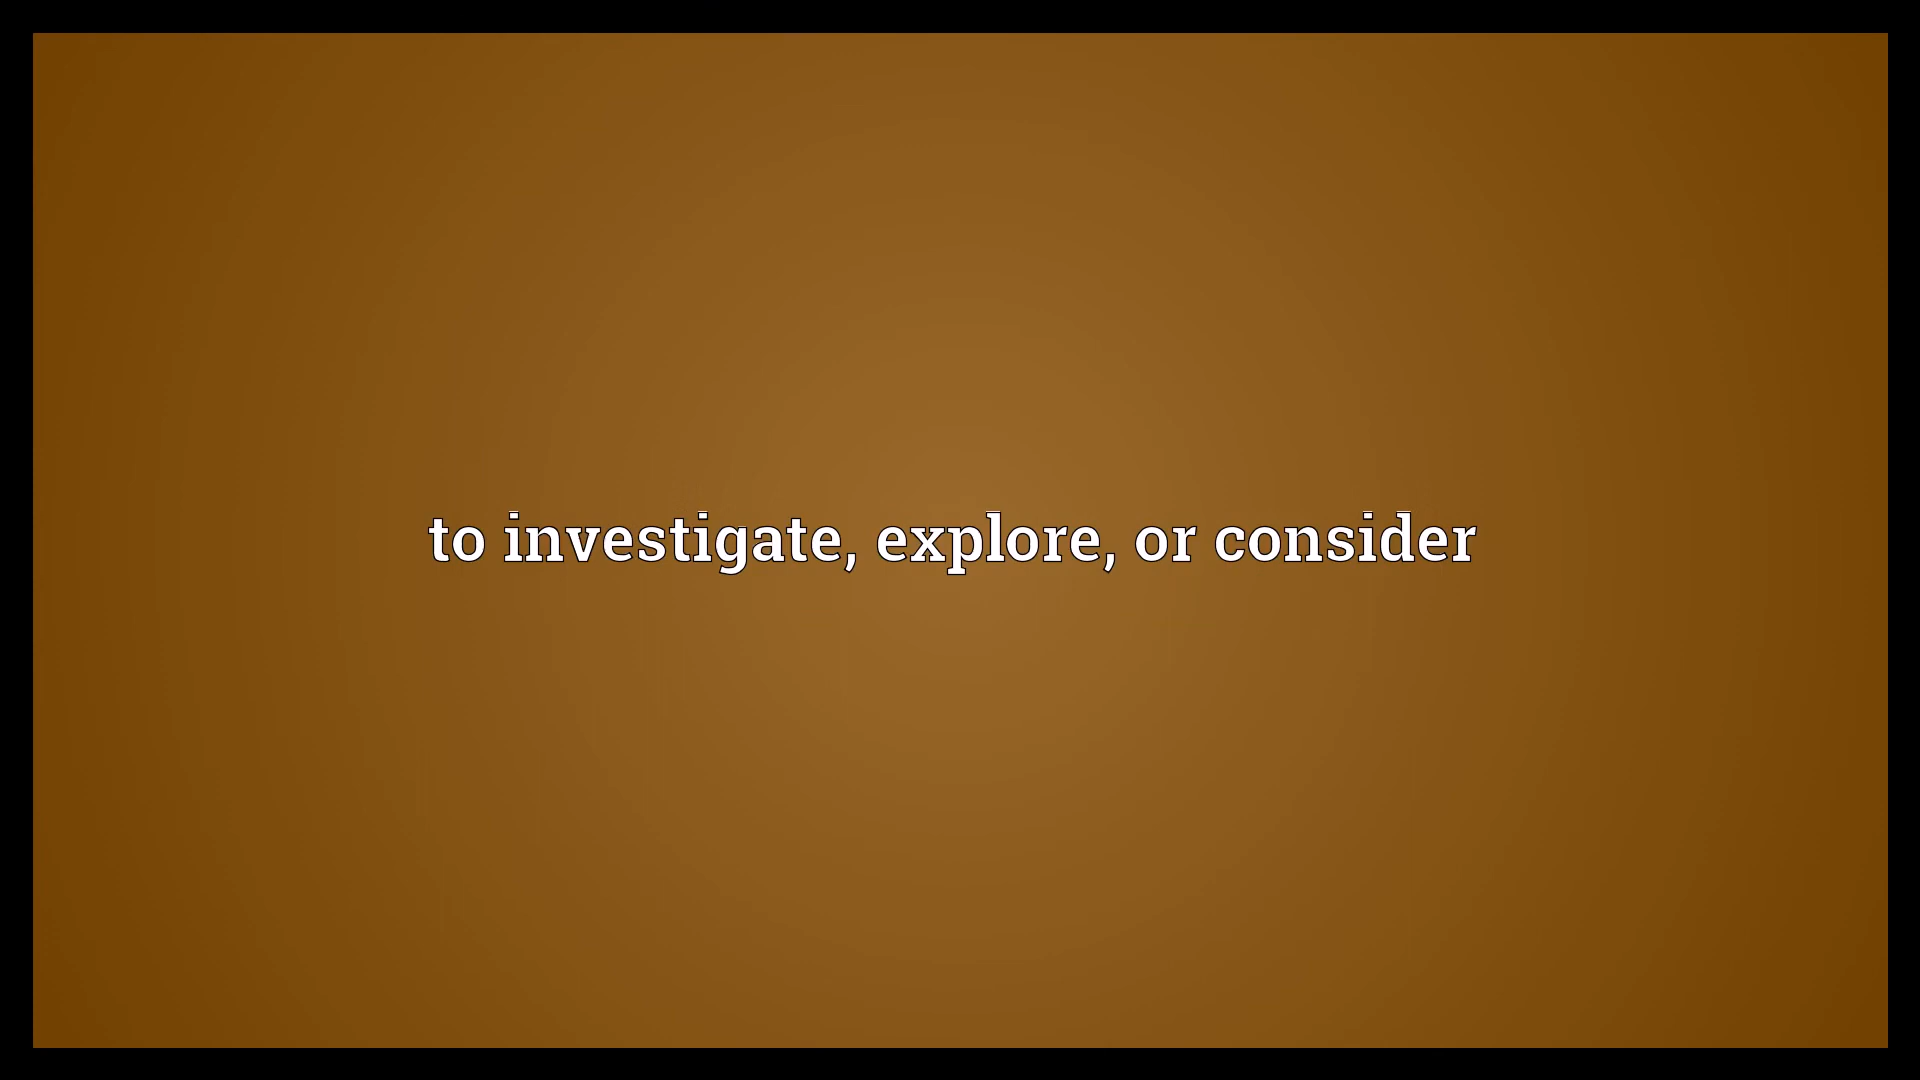 to investigate, explore, or consider